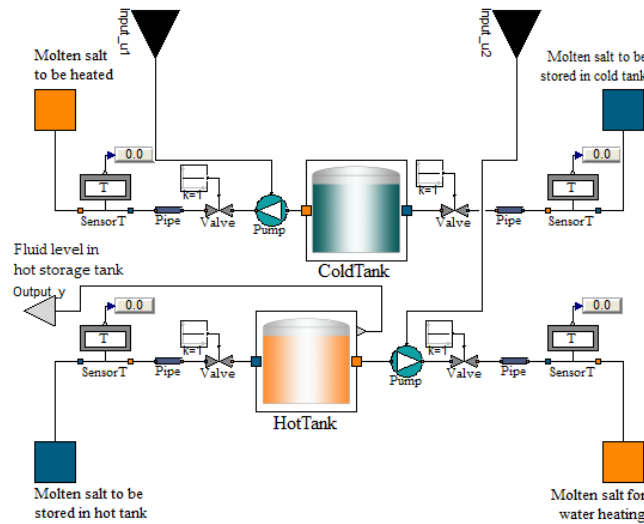 Input_u1
Input_u2
Molten salt
to be heated
Molten salt to be
stored in cold tank
0.0
0.0
T
k=1
k=1
T
SensorT
Pipe
Valve
Pump
ColdTank
Valve
Pipe
SensorT
Fluid level in
hot storage tank
Output_y
0.0
0.0
T
k=1
k=1
T
SensorT
Pipe
Valve
HotTank
Pump
Valve
Pipe
SensorT
Molten salt to be
stored in hot tank
Molten salt for
water heating